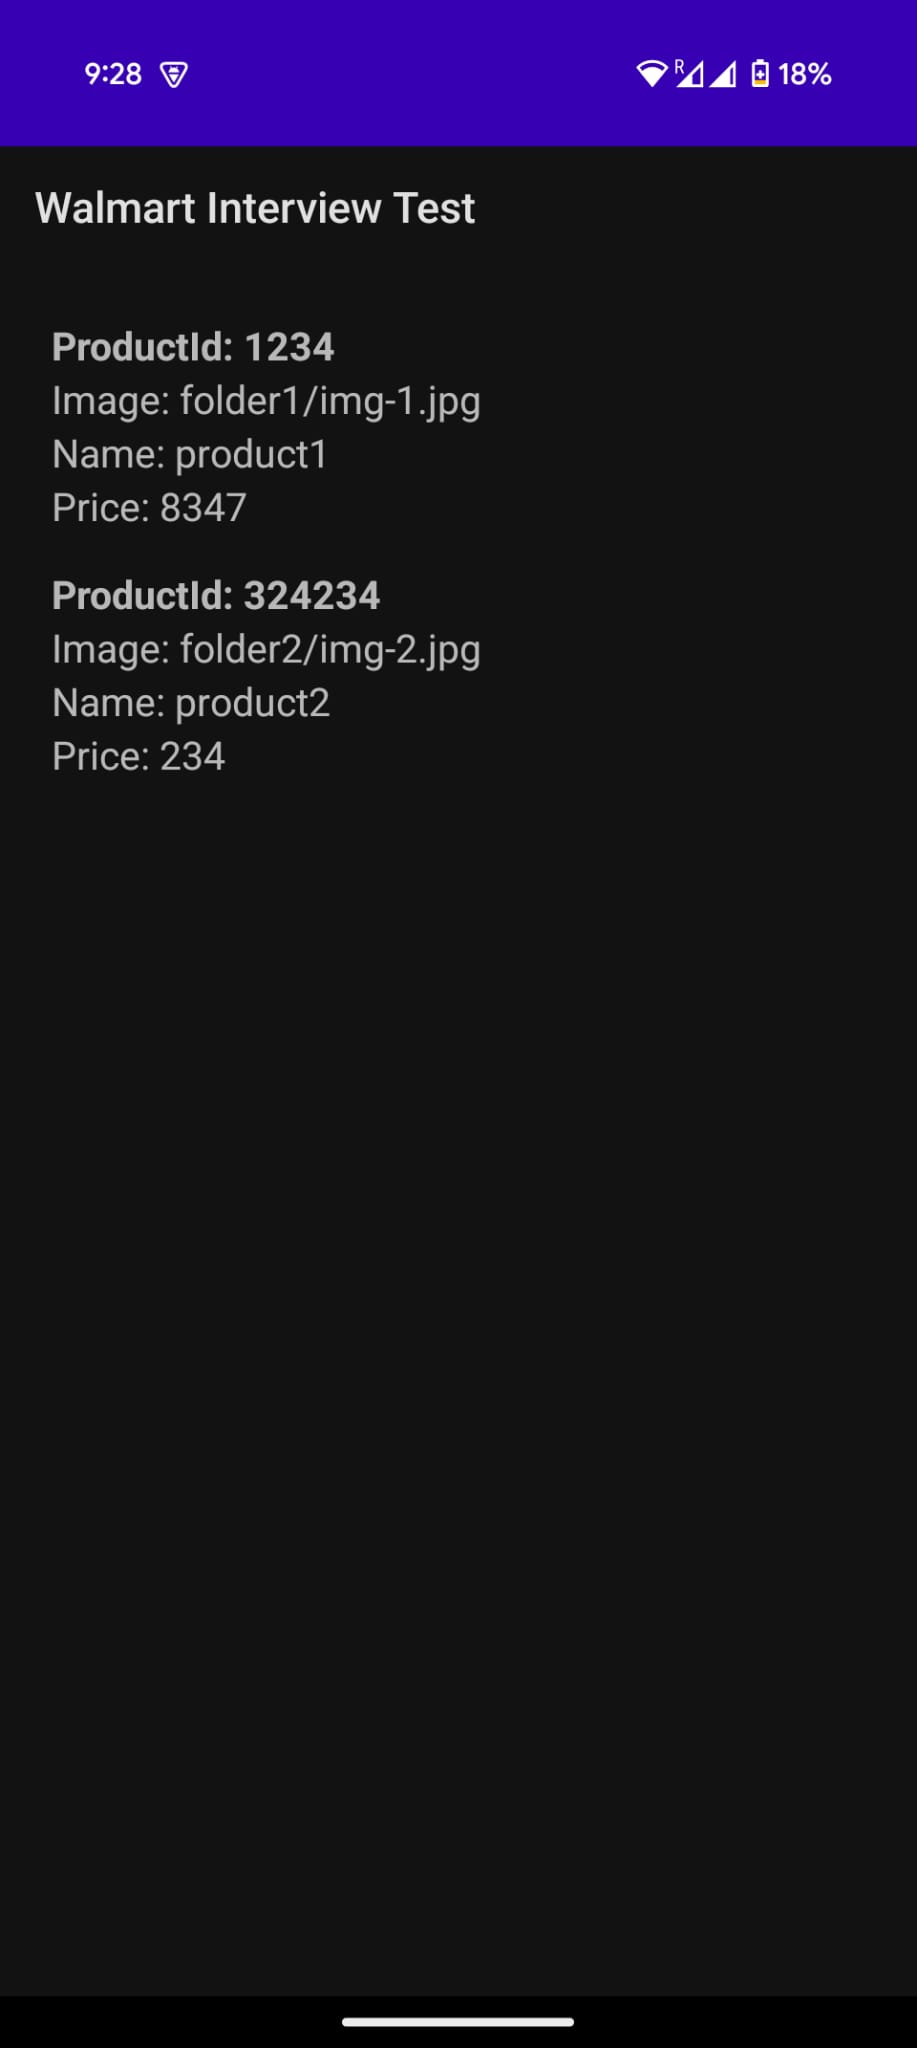 9:28
R 18%
Walmart Interview Test
ProductId: 1234
Image: folder1/img-1.jpg
Name: product1
Price: 8347
ProductId: 324234
Image: folder2/img-2.jpg
Name: product2
Price: 234